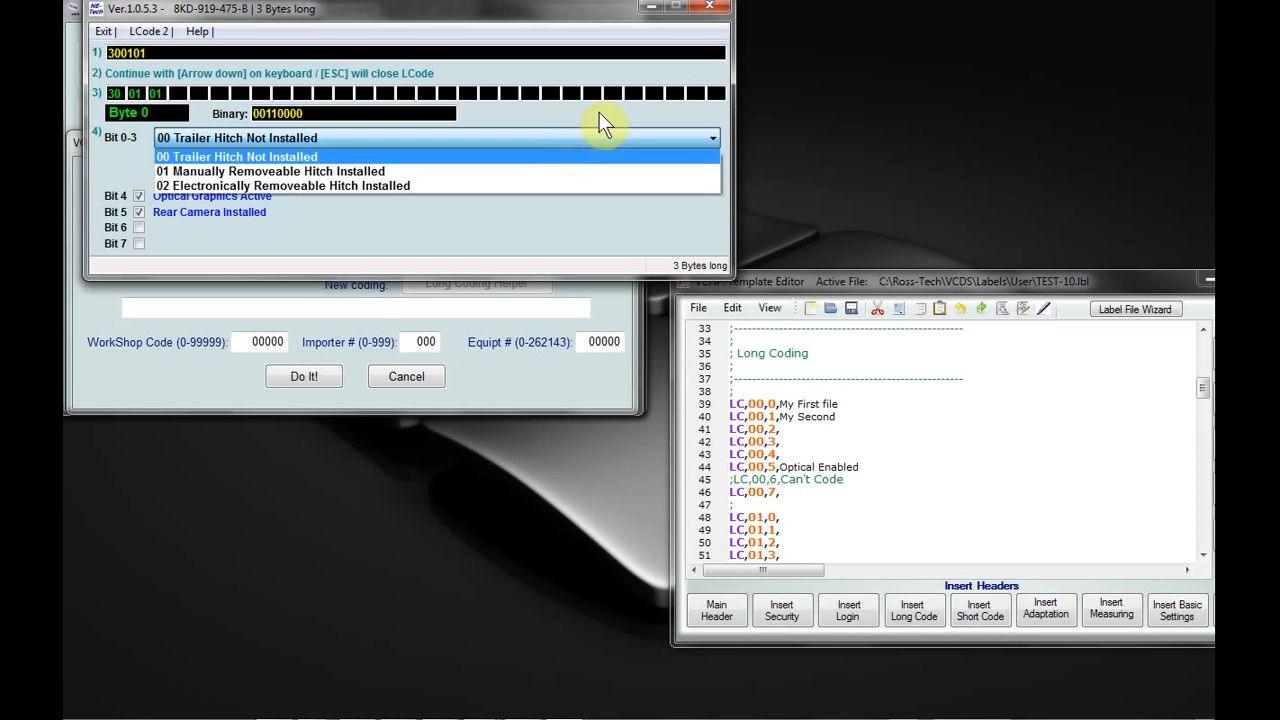 NE-Tech Ver.1.0.5.3 - 8KD-919-475-B | 3 Bytes long
Exit | LCode 2 | Help |
1) 300101
2) Continue with [Arrow down] on keyboard / [ESC] will close LCode
3) 30 01 01
Byte 0 Binary: 00110000
4) Bit 0-3 00 Trailer Hitch Not Installed
00 Trailer Hitch Not Installed
01 Manually Removeable Hitch Installed
02 Electronically Removeable Hitch Installed
Bit 4 Optical Graphics Active
Bit 5 Rear Camera Installed
Bit 6
Bit 7
3 Bytes long
New coding: Long Coding Helper
WorkShop Code (0-99999): 00000 Importer # (0-999): 000 Equipt # (0-262143): 00000
Do It! Cancel
Template Editor Active File: C:\Ross-Tech\VCDS\Labels\User\TEST-10.lbl
File Edit View Label File Wizard
33 ;----------------------------------------------------
34 ;
35 ; Long Coding
36 ;
37 ;----------------------------------------------------
38 ;
39 LC,00,0,My First file
40 LC,00,1,My Second
41 LC,00,2,
42 LC,00,3,
43 LC,00,4,
44 LC,00,5,Optical Enabled
45 ;LC,00,6,Can't Code
46 LC,00,7,
47 ;
48 LC,01,0,
49 LC,01,1,
50 LC,01,2,
51 LC,01,3,
Insert Headers
Main Header
Insert Security
Insert Login
Insert Long Code
Insert Short Code
Insert Adaptation
Insert Measuring
Insert Basic Settings